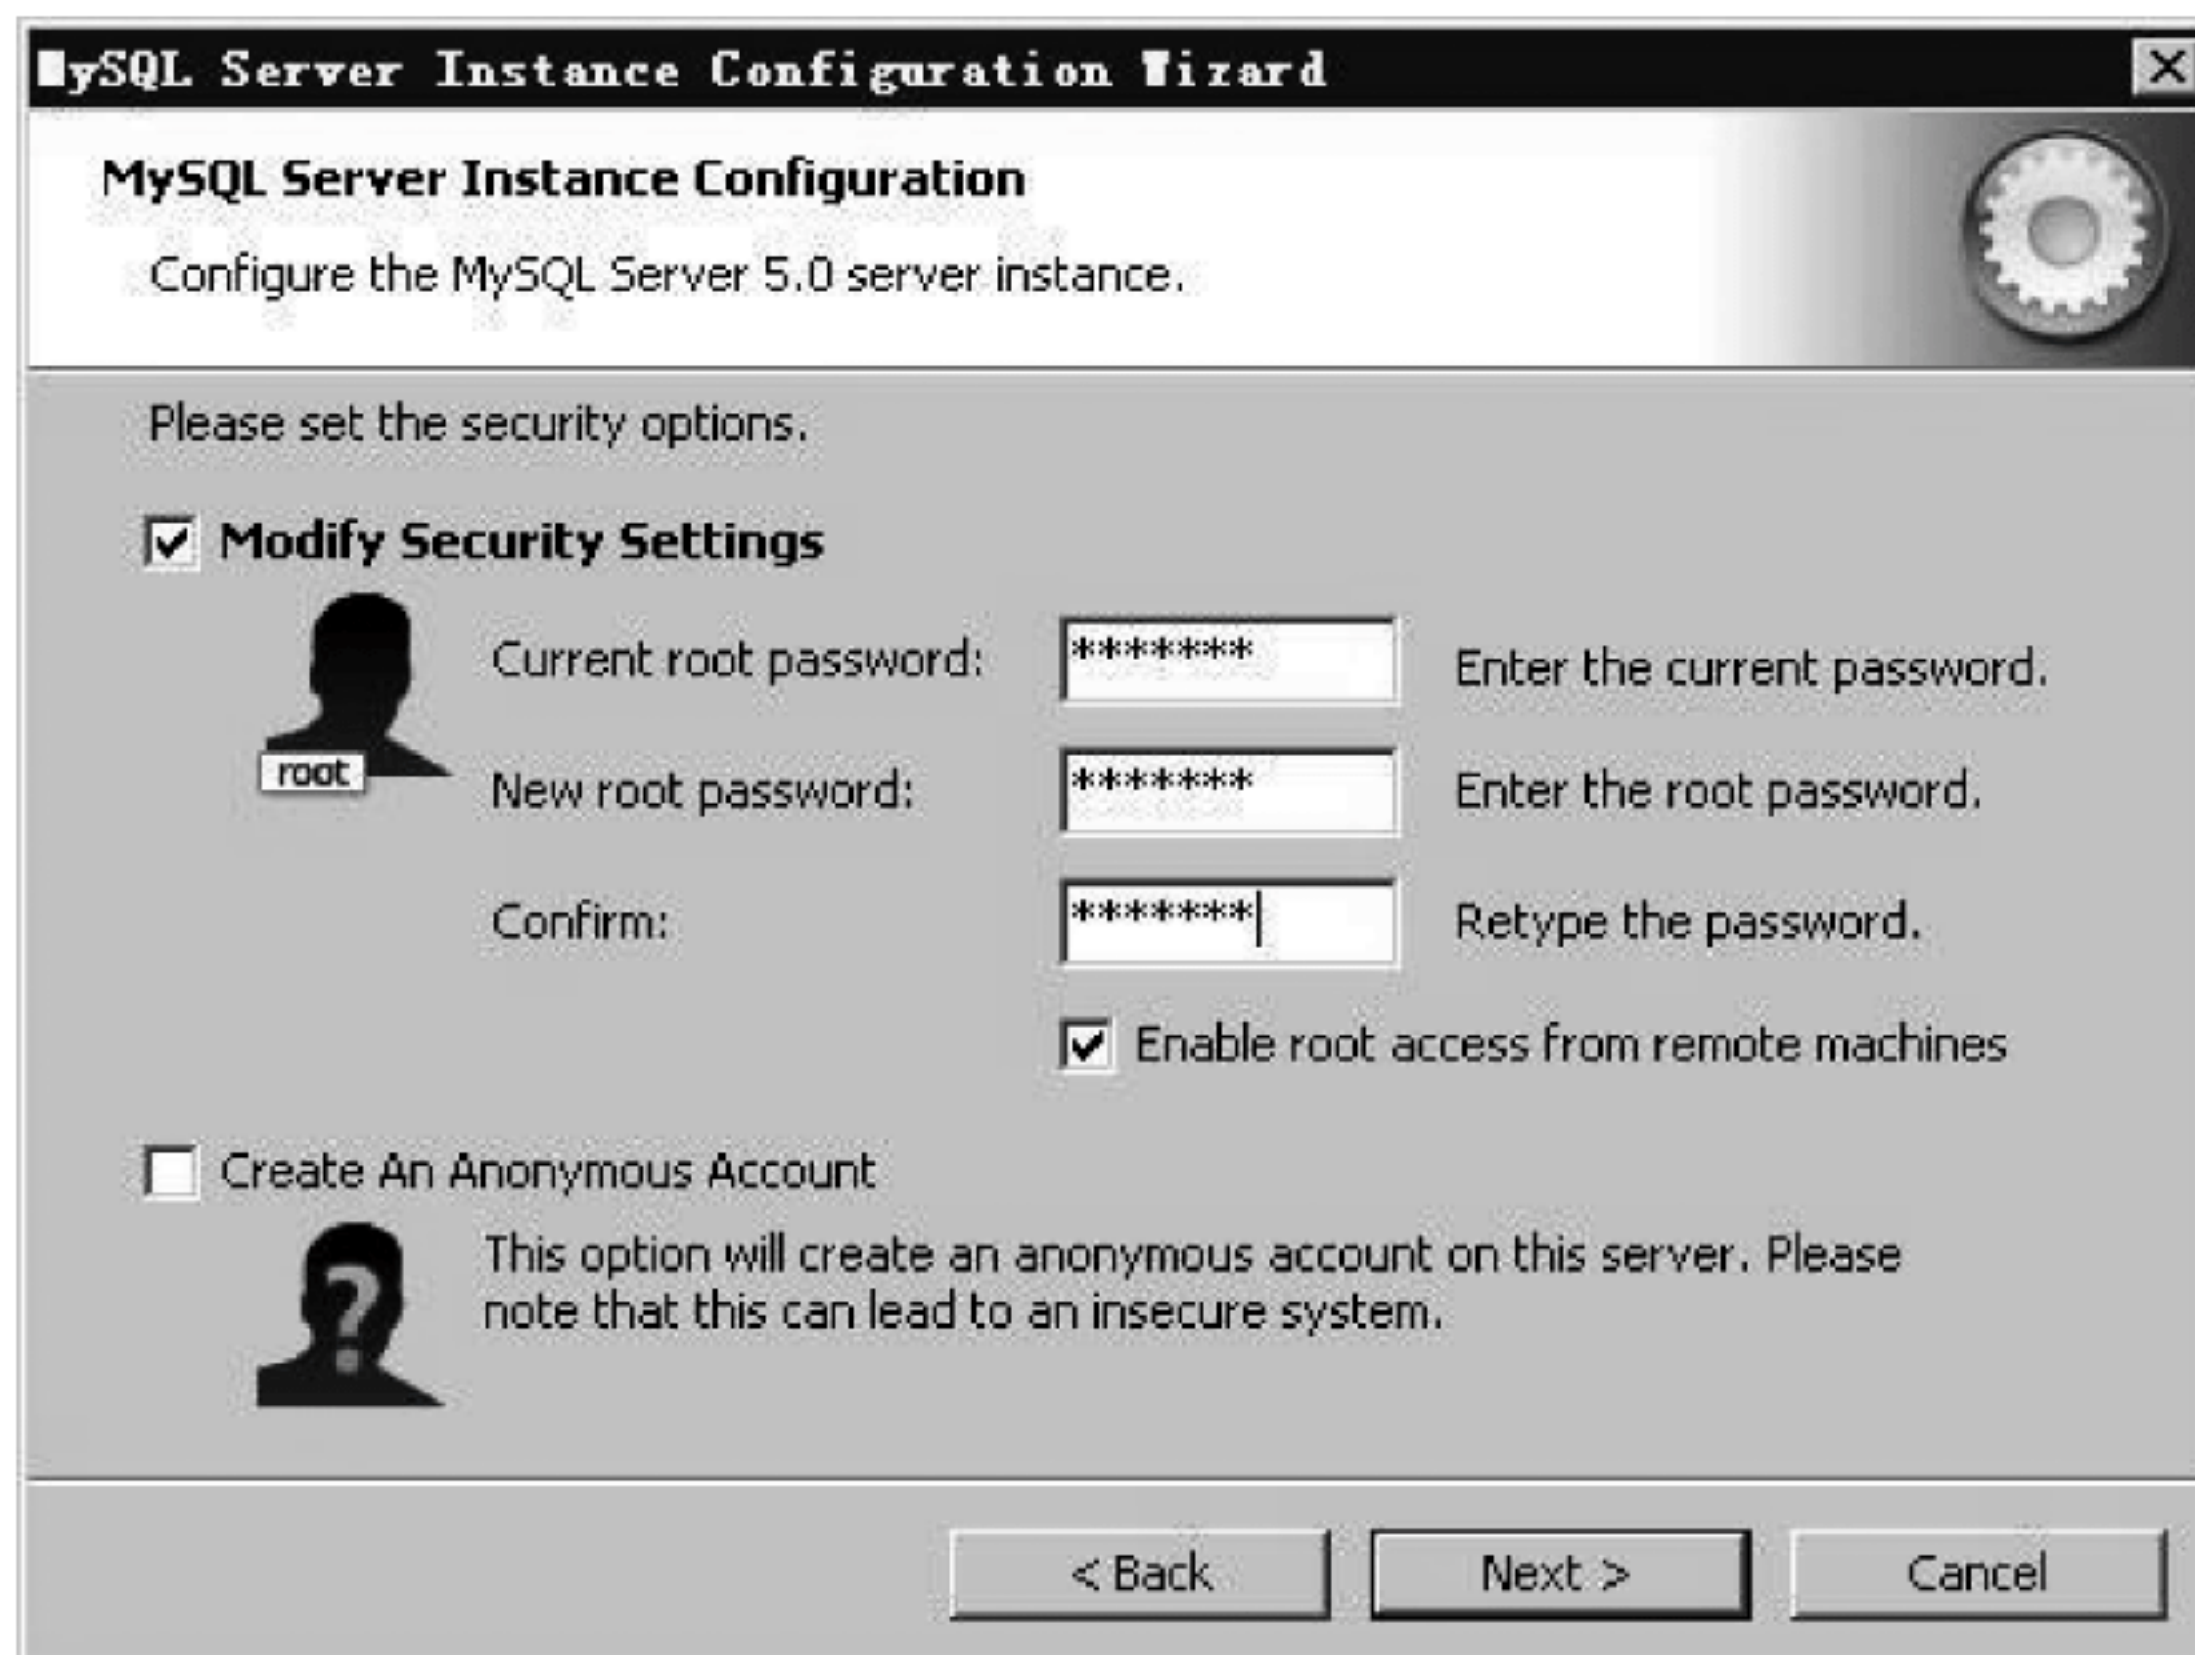 MySQL Server Instance Configuration Wizard
MySQL Server Instance Configuration
Configure the MySQL Server 5.0 server instance.
Please set the security options.
Modify Security Settings
root
Current root password: ******* Enter the current password.
New root password: ******* Enter the root password.
Confirm: ******* Retype the password.
Enable root access from remote machines
Create An Anonymous Account
?
This option will create an anonymous account on this server. Please
note that this can lead to an insecure system.
< Back Next > Cancel